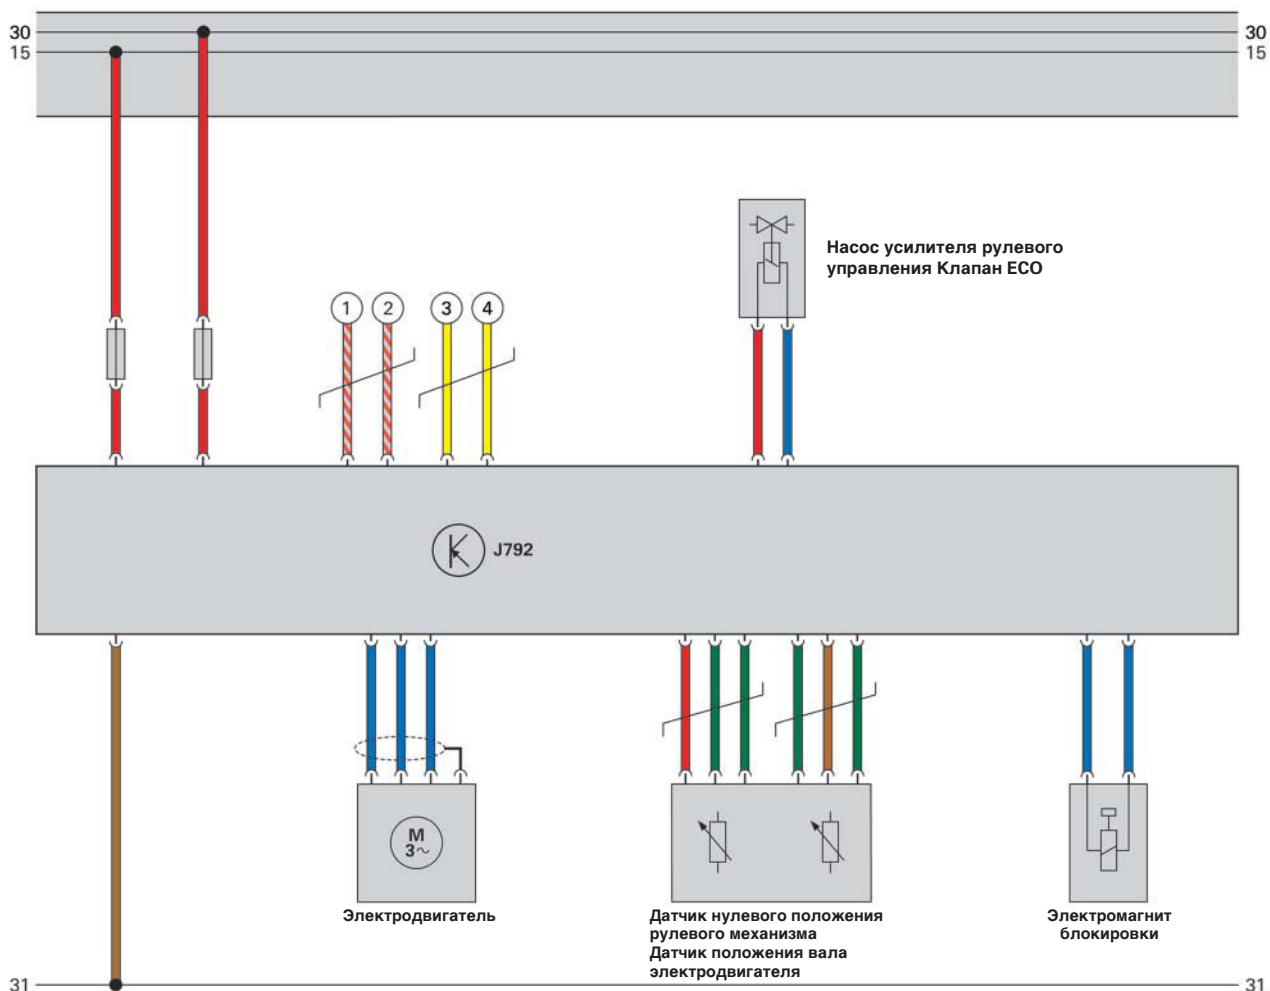 30
30
15
15
Насос усилителя рулевого
управления Клапан ECO
1
2
3
4
J792
M
3~
Электродвигатель
Датчик нулевого положения
рулевого механизма
Датчик положения вала
электродвигателя
Электромагнит
блокировки
31
31